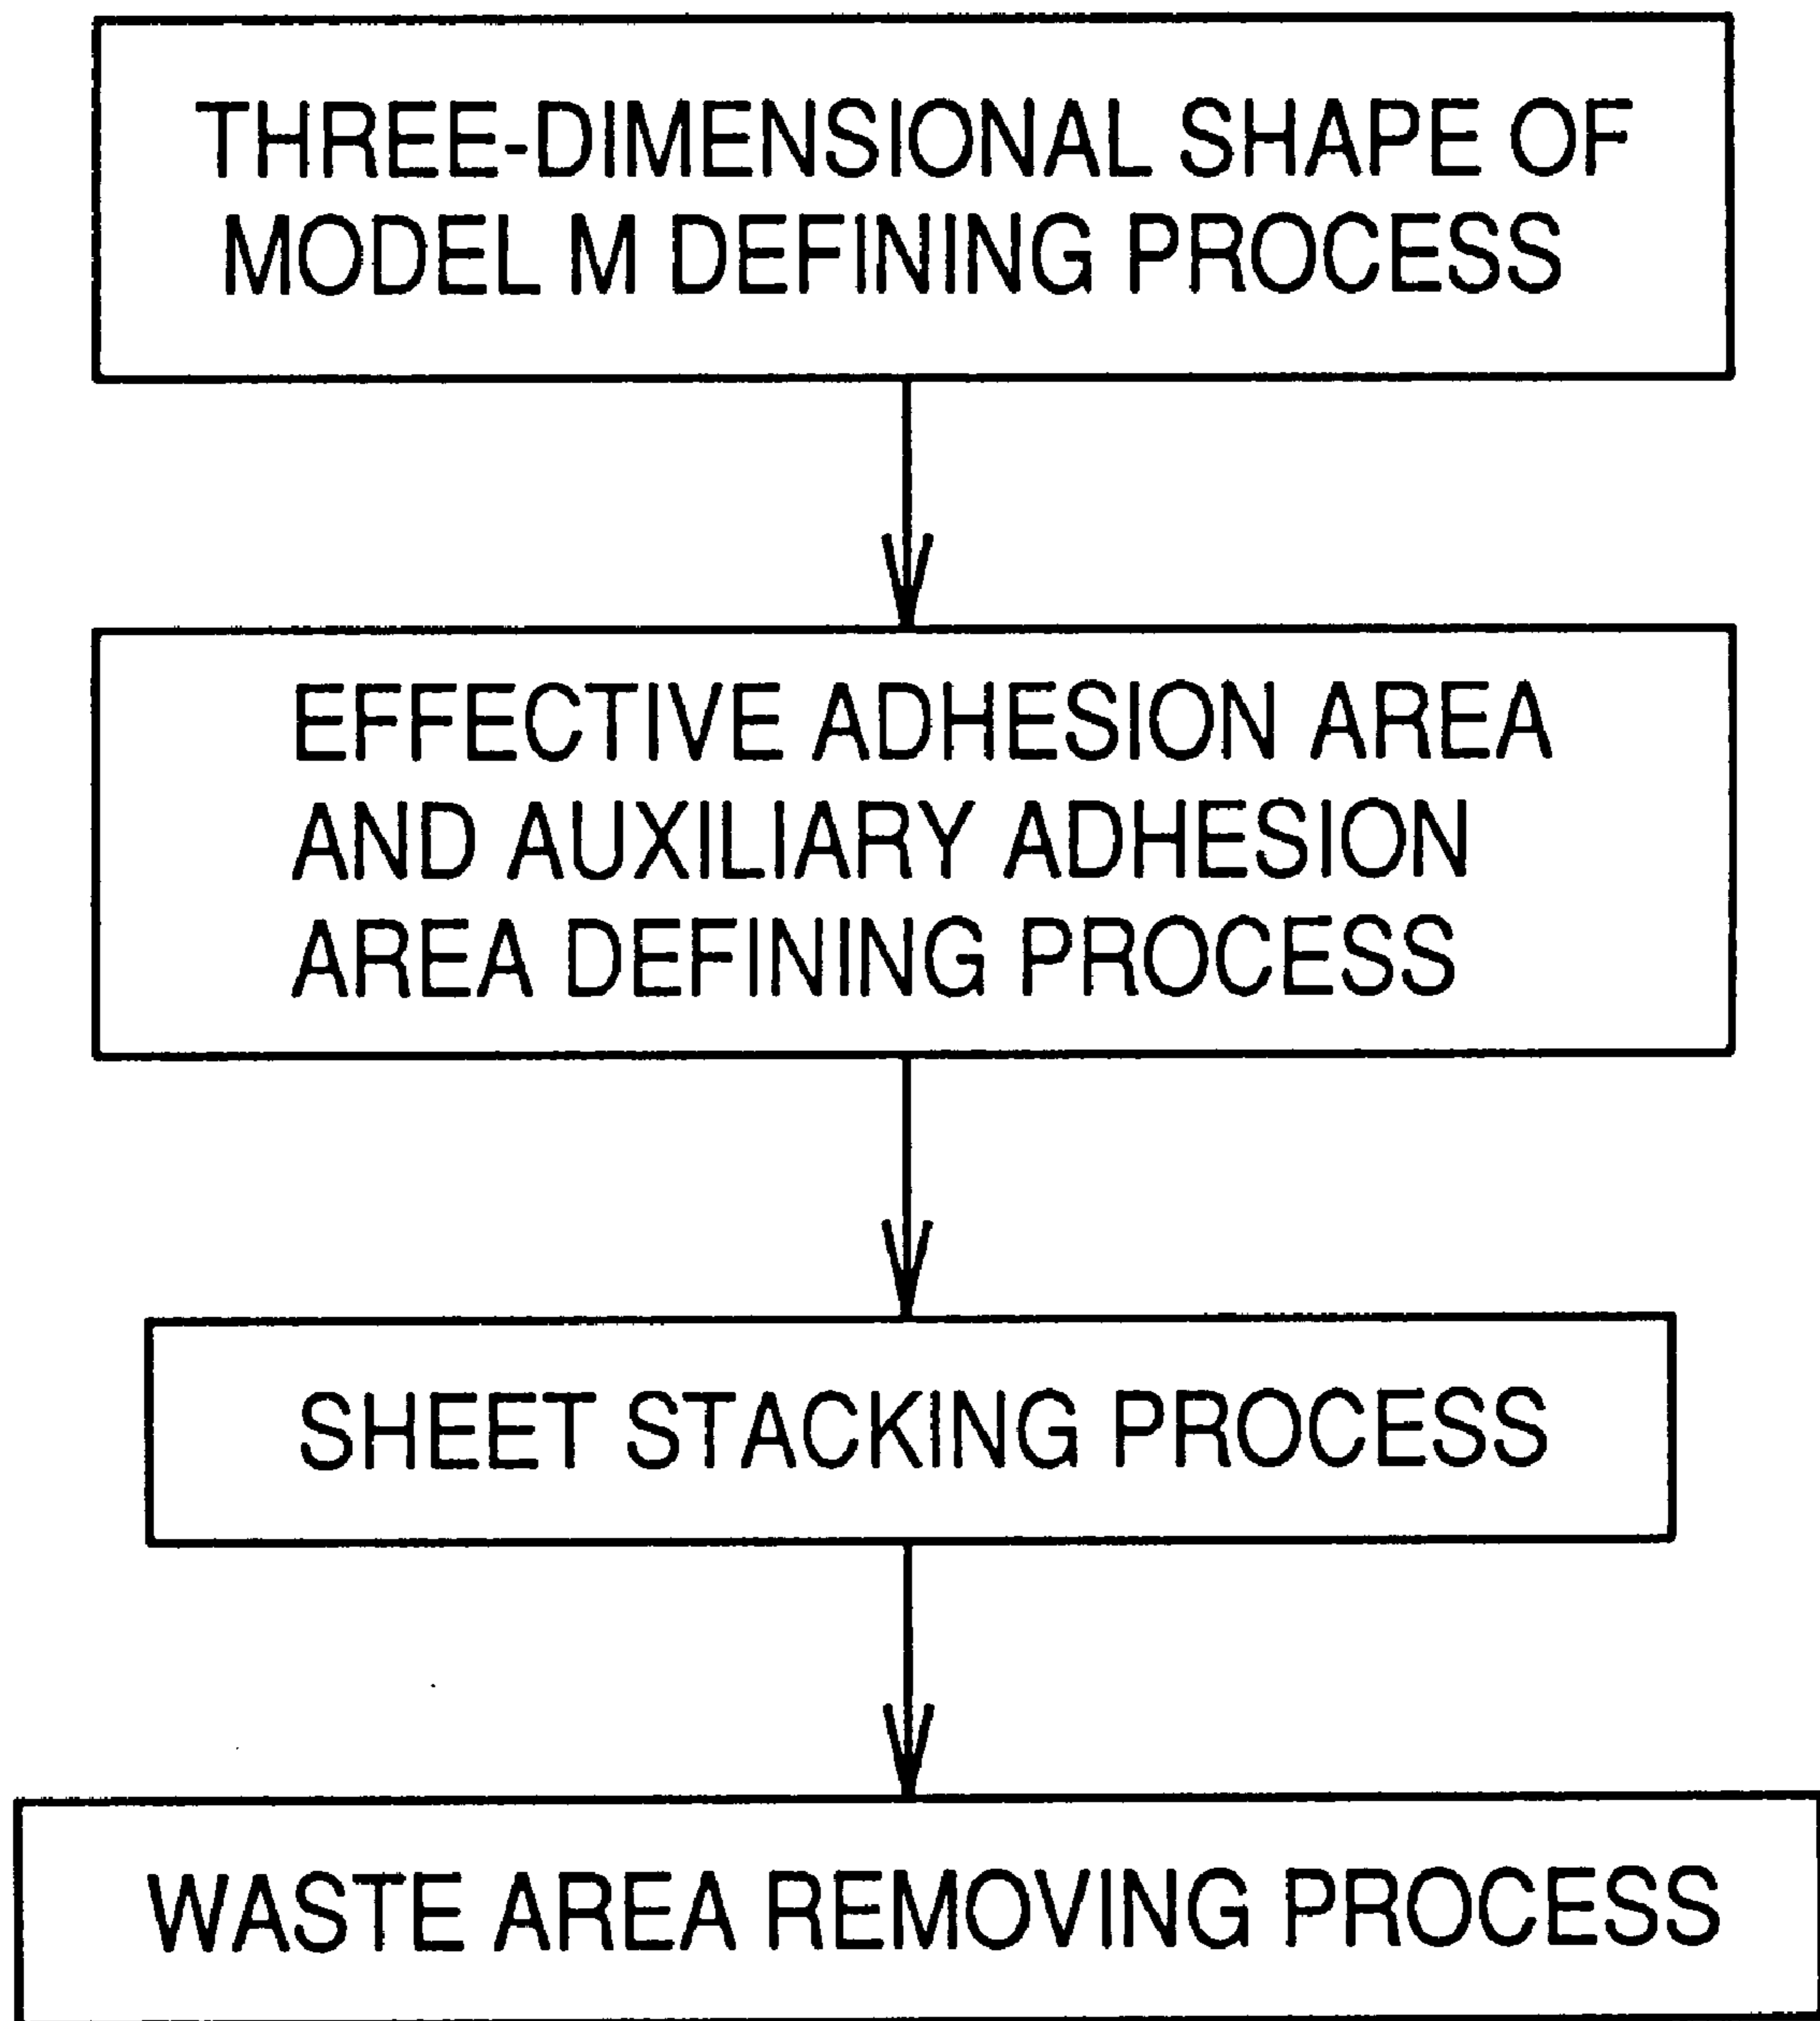 THREE-DIMENSIONAL SHAPE OF
MODEL M DEFINING PROCESS
EFFECTIVE ADHESION AREA
AND AUXILIARY ADHESION
AREA DEFINING PROCESS
SHEET STACKING PROCESS
WASTE AREA REMOVING PROCESS